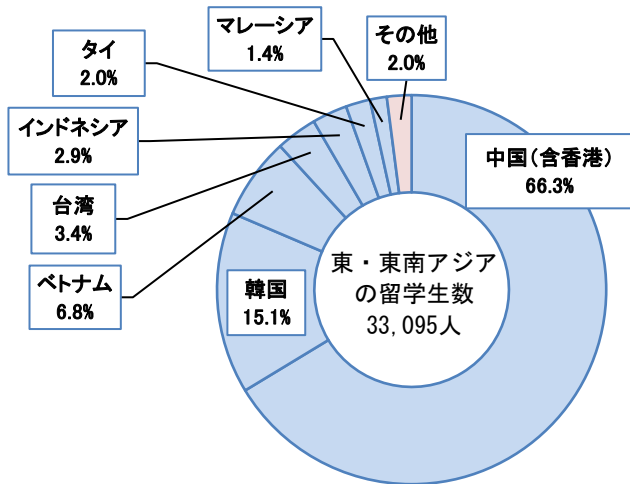 マレーシア
1.4%
その他
2.0%
タイ
2.0%
インドネシア
2.9%
台湾
3.4%
ベトナム
6.8%
韓国
15.1%
中国(含香港)
66.3%
東・東南アジア
の留学生数
33,095人